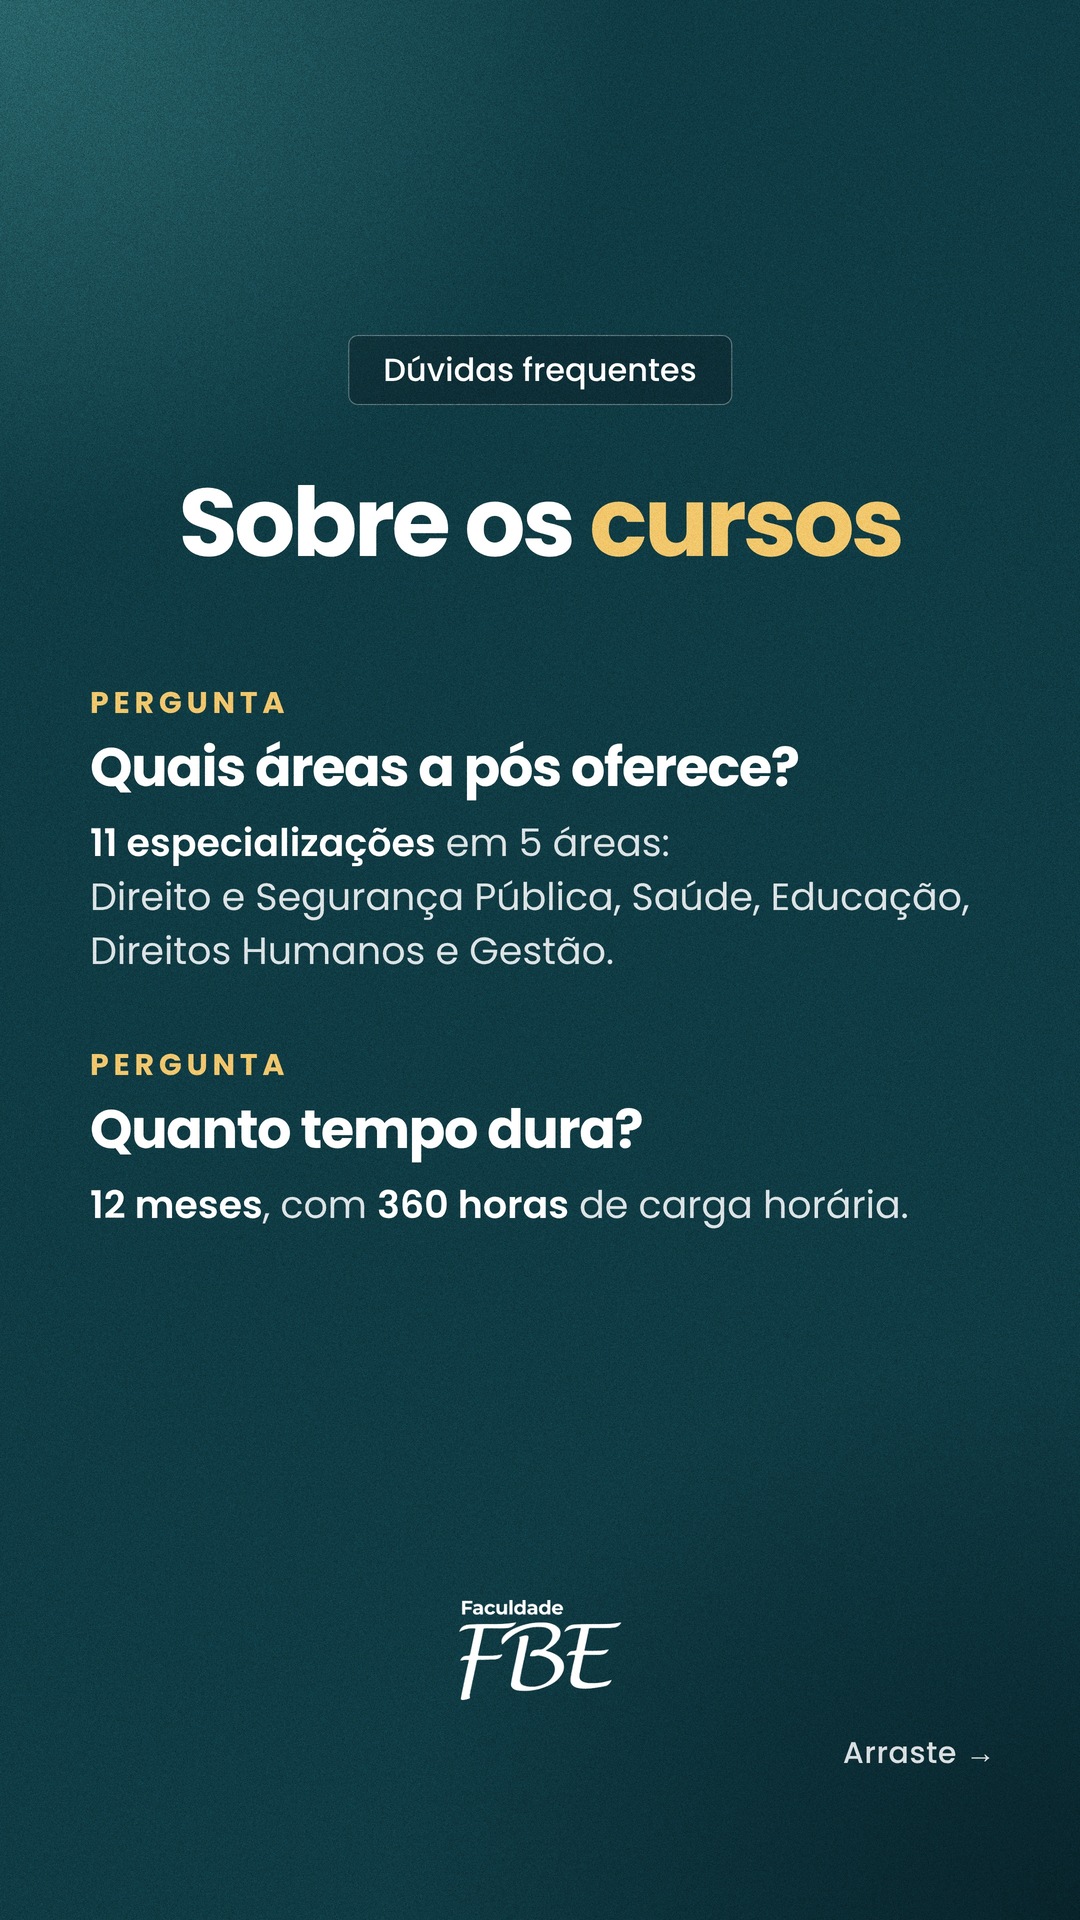 Dúvidas frequentes
Sobre os cursos
PERGUNTA
Quais áreas a pós oferece?
11 especializações em 5 áreas:
Direito e Segurança Pública, Saúde, Educação,
Direitos Humanos e Gestão.
PERGUNTA
Quanto tempo dura?
12 meses, com 360 horas de carga horária.
Faculdade
FBE
Arraste →